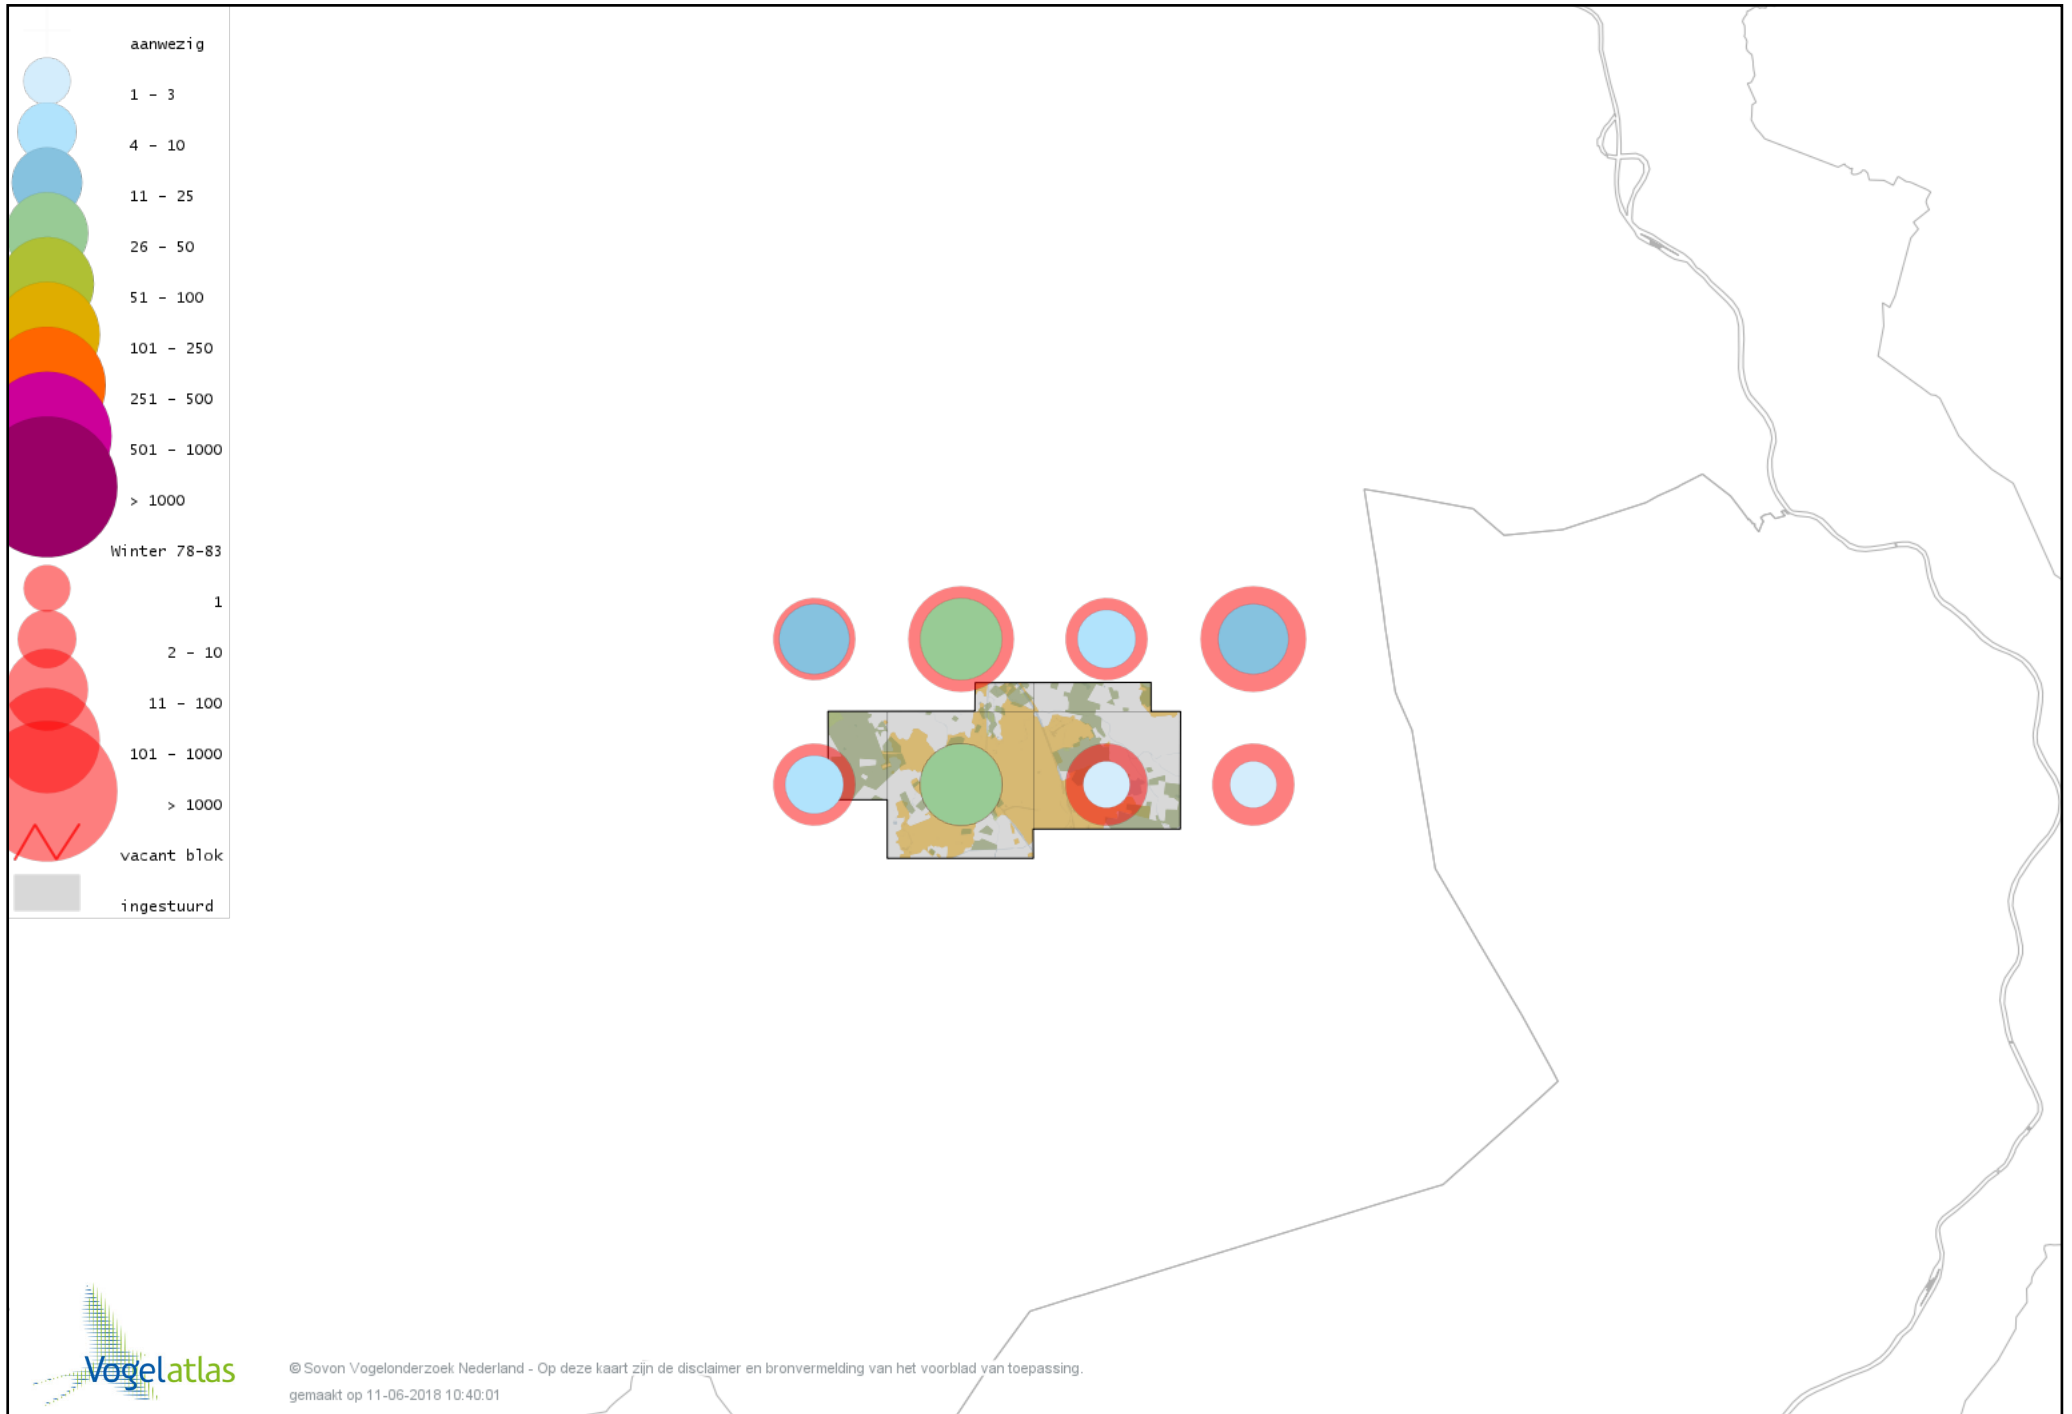 aanwezig
1 - 3
4 - 10
11 - 25
26 - 50
51 - 100
101 - 250
251 - 500
501 - 1000
> 1000
Winter 78-83
1
2 - 10
11 - 100
101 - 1000
> 1000
vacant blok
ingestuurd
Vogelatlas
© Sovon Vogelonderzoek Nederland - Op deze kaart zijn de disclaimer en bronvermelding van het voorblad van toepassing.
gemaakt op 11-06-2018 10:40:01